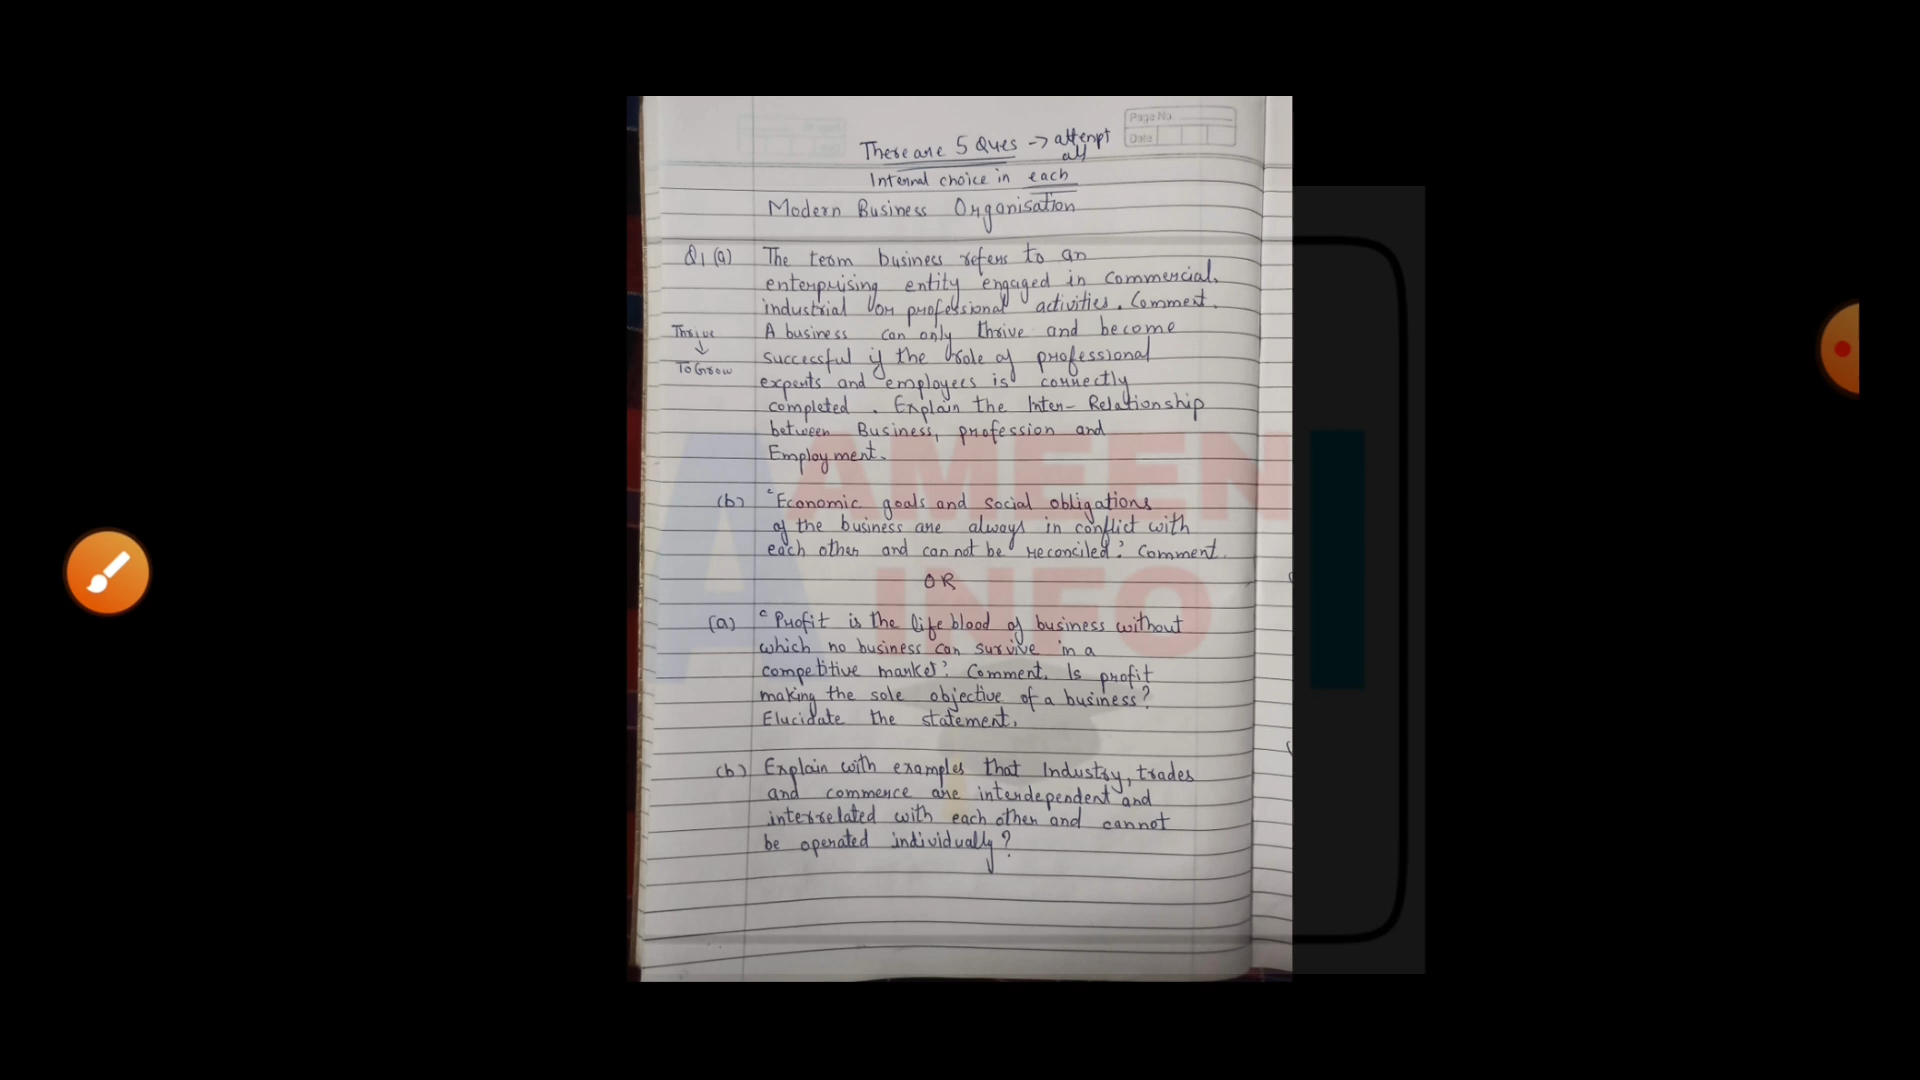 Page No.
Date
There are 5 Ques -> attempt
all
Internal choice in each
Modern Business Organisation
Q1 (a) The team business refers to an
enterprising entity engaged in commercial,
industrial or professional activities. Comment.
Thrive A business can only thrive and become
↓ successful if the role of professional
To Grow experts and employees is correctly
completed. Explain the Inter-Relationship
between Business, profession and
Employment.
(b) "Economic goals and social obligations
of the business are always in conflict with
each other and can not be reconciled". Comment.
OR
(a) "Profit is the life blood of business without
which no business can survive in a
competitive market". Comment. Is profit
making the sole objective of a business?
Elucidate the statement.
(b) Explain with examples that Industry, trades
and commerce are interdependent and
interrelated with each other and cannot
be operated individually?
AMEEN
INFO